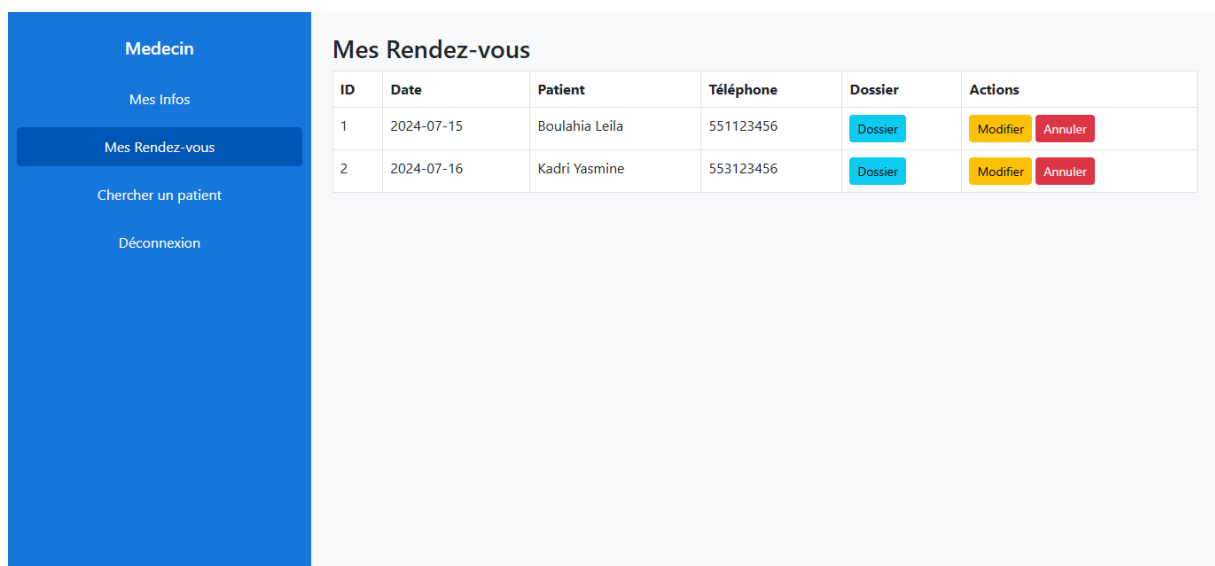 Medecin
Mes Infos
Mes Rendez-vous
Chercher un patient
Déconnexion
Mes Rendez-vous
ID Date Patient Téléphone Dossier Actions
1 2024-07-15 Boulahia Leila 551123456 Dossier Modifier Annuler
2 2024-07-16 Kadri Yasmine 553123456 Dossier Modifier Annuler